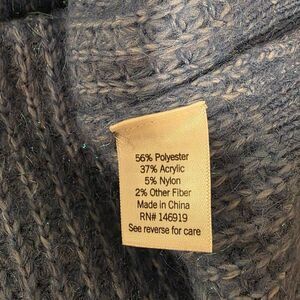 56% Polyester
37% Acrylic
5% Nylon
2% Other Fiber
Made in China
RN# 146919
See reverse for care